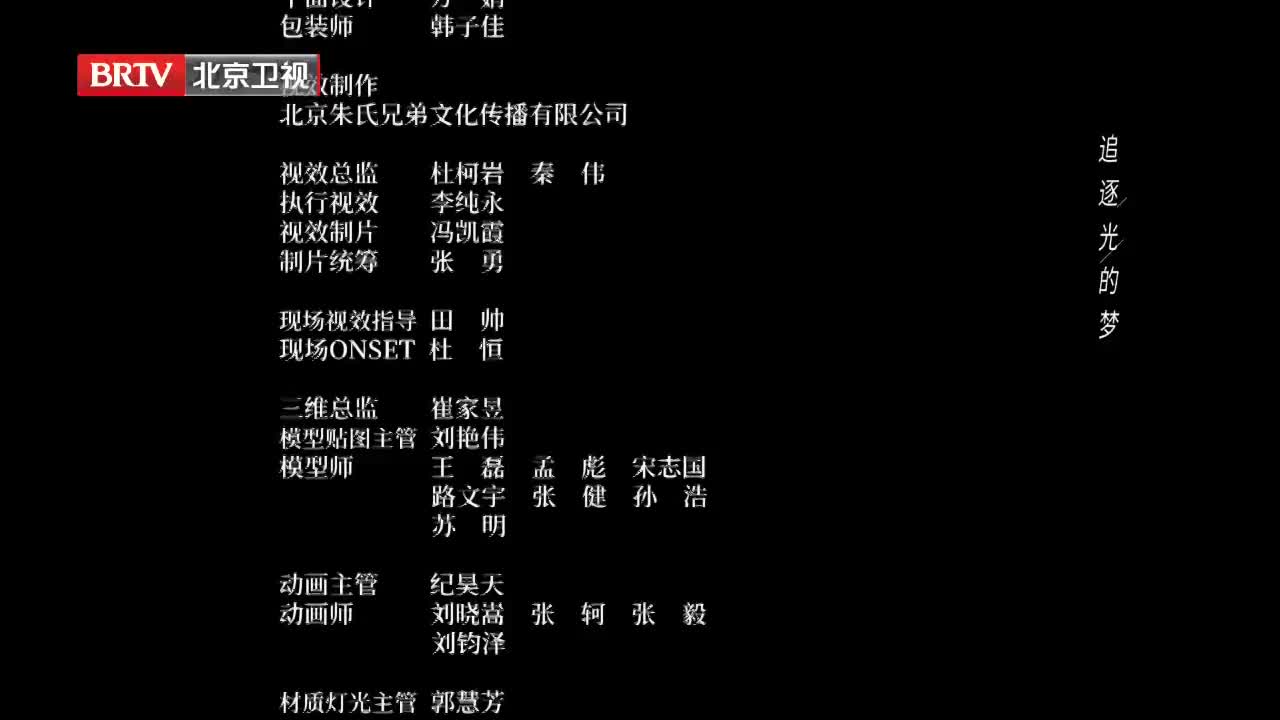 包装师 韩子佳
BRTV 北京卫视
视效制作
北京朱氏兄弟文化传播有限公司
视效总监 杜柯岩 秦 伟
执行视效 李纯永
视效制片 冯凯霞
制片统筹 张 勇
现场视效指导 田 帅
现场ONSET 杜 恒
三维总监 崔家昱
模型贴图主管 刘艳伟
模型师 王 磊 孟 彪 宋志国
路文宇 张 健 孙 浩
苏 明
动画主管 纪昊天
动画师 刘晓嵩 张 轲 张 毅
刘钧泽
材质灯光主管 郭慧芳
追逐光的梦